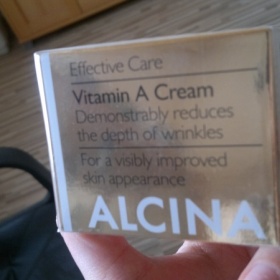 Effective Care
Vitamin A Cream
Demonstrably reduces
the depth of wrinkles
For a visibly improved
skin appearance
ALCINA